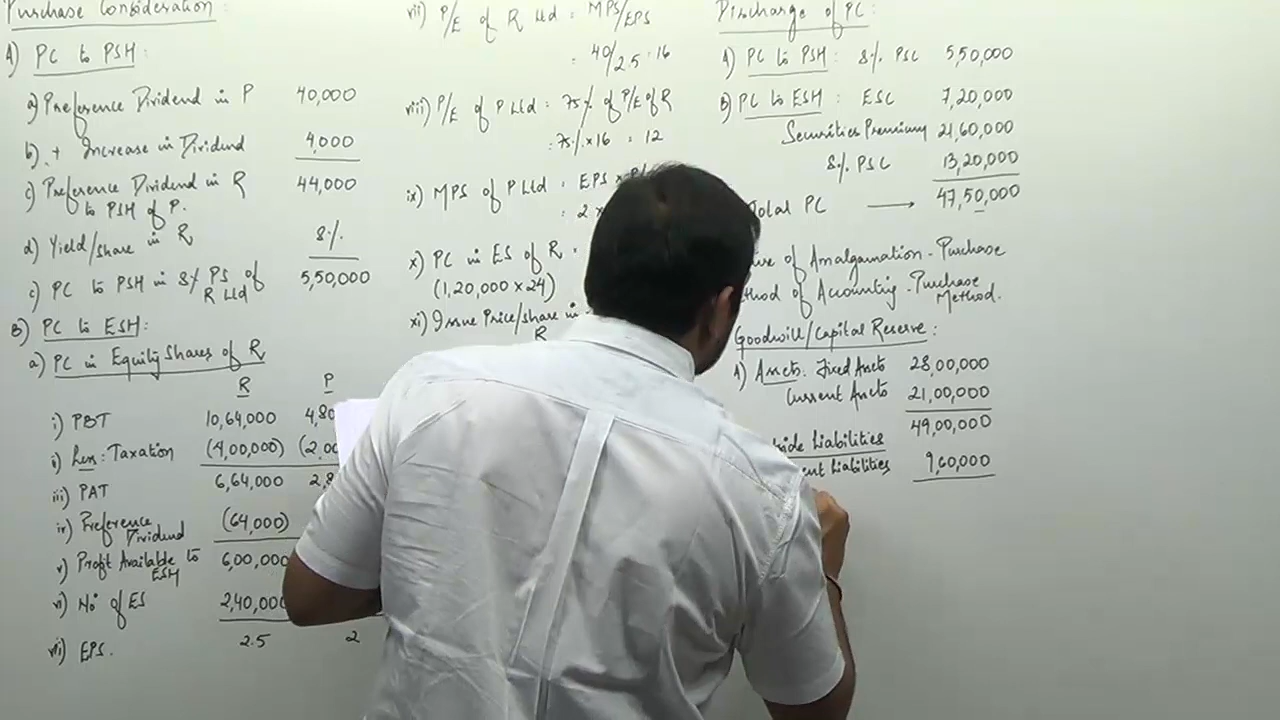 Purchase Consideration:
A) PC to PSH:
a) Preference Dividend in P 40,000
b) + Increase in Dividend 4,000
c) Preference Dividend in R 44,000
to PSH of P.
d) Yield/share in R 8%
e) PC to PSH in 8% PS of 5,50,000
R Ltd
B) PC to ESH:
a) PC in Equity Shares of R
R P
i) PBT 10,64,000
ii) Less: Taxation (4,00,000)
iii) PAT 6,64,000
iv) Preference (64,000)
Dividend
v) Profit Available to 6,00,000
ESH
vi) No of ES 2,40,000
vii) EPS. 2.5 2
vii) P/E of R Ltd = MPS/EPS
= 40/2.5 = 16
viii) P/E of P Ltd = 75% of P/E of R
= 75% x 16 = 12
ix) MPS of P Ltd = EPS x
= 2 x
x) PC in ES of R =
(1,20,000 x 24)
xi) Issue Price/share in
R
Discharge of PC:
A) PC to PSH: 8% PSC 5,50,000
B) PC to ESH: ESC 7,20,000
Securities Premium 21,60,000
8% PSC 13,20,000
Total PC → 47,50,000
of Amalgamation - Purchase
of Accounting - Purchase
Method.
Goodwill/Capital Reserve:
A) Assets: Fixed Assets 28,00,000
Current Assets 21,00,000
49,00,000
Liabilities
Liabilities 9,60,000